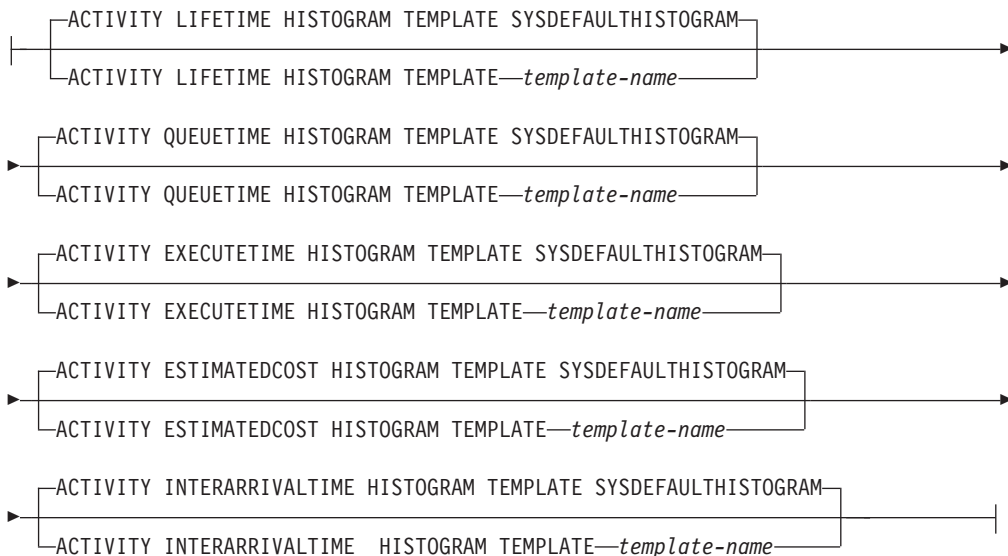 ACTIVITY LIFETIME HISTOGRAM TEMPLATE SYSDEFAULTHISTOGRAM
ACTIVITY LIFETIME HISTOGRAM TEMPLATE template-name
ACTIVITY QUEUETIME HISTOGRAM TEMPLATE SYSDEFAULTHISTOGRAM
ACTIVITY QUEUETIME HISTOGRAM TEMPLATE template-name
ACTIVITY EXECUTETIME HISTOGRAM TEMPLATE SYSDEFAULTHISTOGRAM
ACTIVITY EXECUTETIME HISTOGRAM TEMPLATE template-name
ACTIVITY ESTIMATEDCOST HISTOGRAM TEMPLATE SYSDEFAULTHISTOGRAM
ACTIVITY ESTIMATEDCOST HISTOGRAM TEMPLATE template-name
ACTIVITY INTERARRIVALTIME HISTOGRAM TEMPLATE SYSDEFAULTHISTOGRAM
ACTIVITY INTERARRIVALTIME HISTOGRAM TEMPLATE template-name